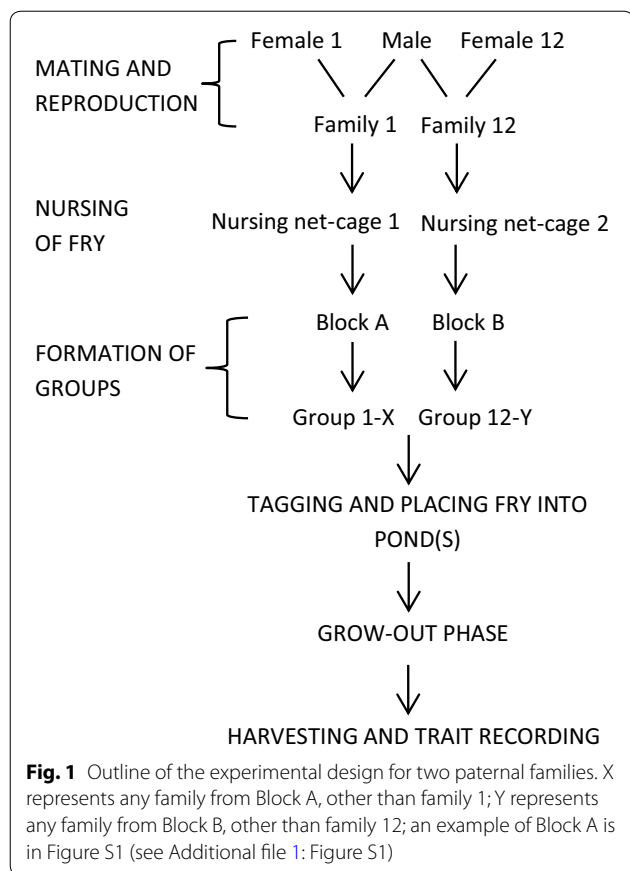 Female 1 Male Female 12
MATING AND
REPRODUCTION
Family 1 Family 12
NURSING
OF FRY
Nursing net-cage 1 Nursing net-cage 2
Block A Block B
FORMATION OF
GROUPS
Group 1-X Group 12-Y
TAGGING AND PLACING FRY INTO
POND(S)
GROW-OUT PHASE
HARVESTING AND TRAIT RECORDING
Fig. 1 Outline of the experimental design for two paternal families. X
represents any family from Block A, other than family 1; Y represents
any family from Block B, other than family 12; an example of Block A is
in Figure S1 (see Additional file 1: Figure S1)